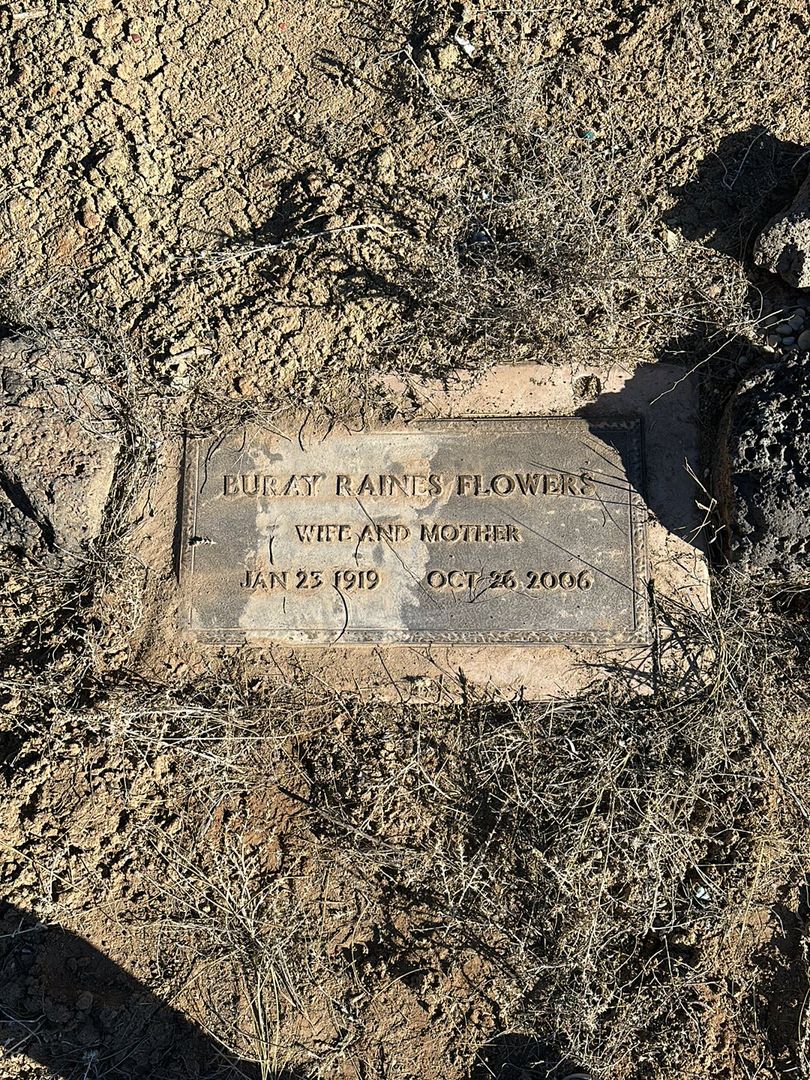 BURAY RAINES FLOWERS
WIFE AND MOTHER
JAN 23 1919 OCT 26 2006